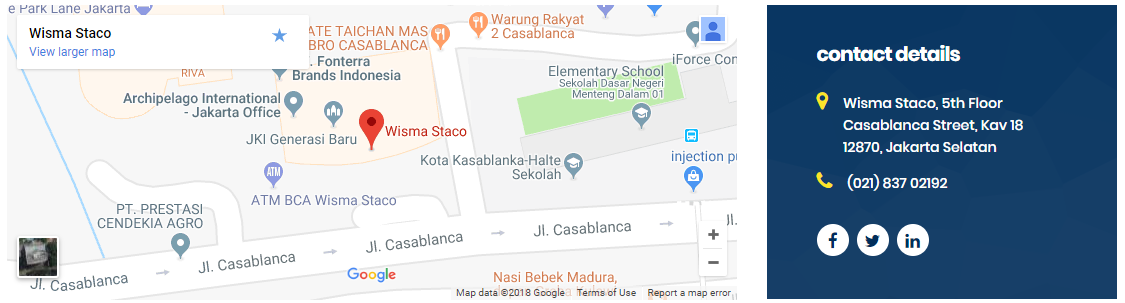 e Park Lane Jakarta
Wisma Staco
View larger map
RIVA
ATE TAICHAN MAS
BRO CASABLANCA
Warung Rakyat
2 Casablanca
iForce Con
. Fonterra
Brands Indonesia
Elementary School
Sekolah Dasar Negeri
Menteng Dalam 01
Archipelago International
- Jakarta Office
JKI Generasi Baru
Wisma Staco
Kota Kasablanka-Halte
Sekolah
injection pu
ATM
ATM BCA Wisma Staco
PT. PRESTASI
CENDEKIA AGRO
Jl. Casablanca
Jl. Casablanca
Jl. Casablanca
Jl. Casablanca
Jl.
+
−
Google
Nasi Bebek Madura,
Map data ©2018 Google Terms of Use Report a map error
contact details
Wisma Staco, 5th Floor
Casablanca Street, Kav 18
12870, Jakarta Selatan
(021) 837 02192